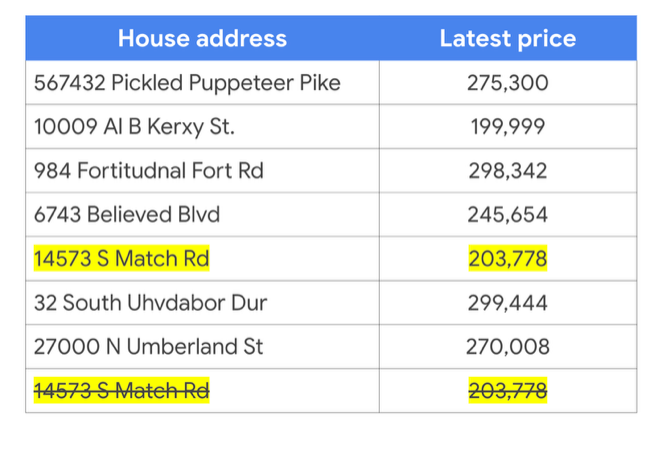 House address Latest price
567432 Pickled Puppeteer Pike 275,300
10009 Al B Kerxy St. 199,999
984 Fortitudnal Fort Rd 298,342
6743 Believed Blvd 245,654
14573 S Match Rd 203,778
32 South Uhvdabor Dur 299,444
27000 N Umberland St 270,008
14573 S Match Rd 203,778